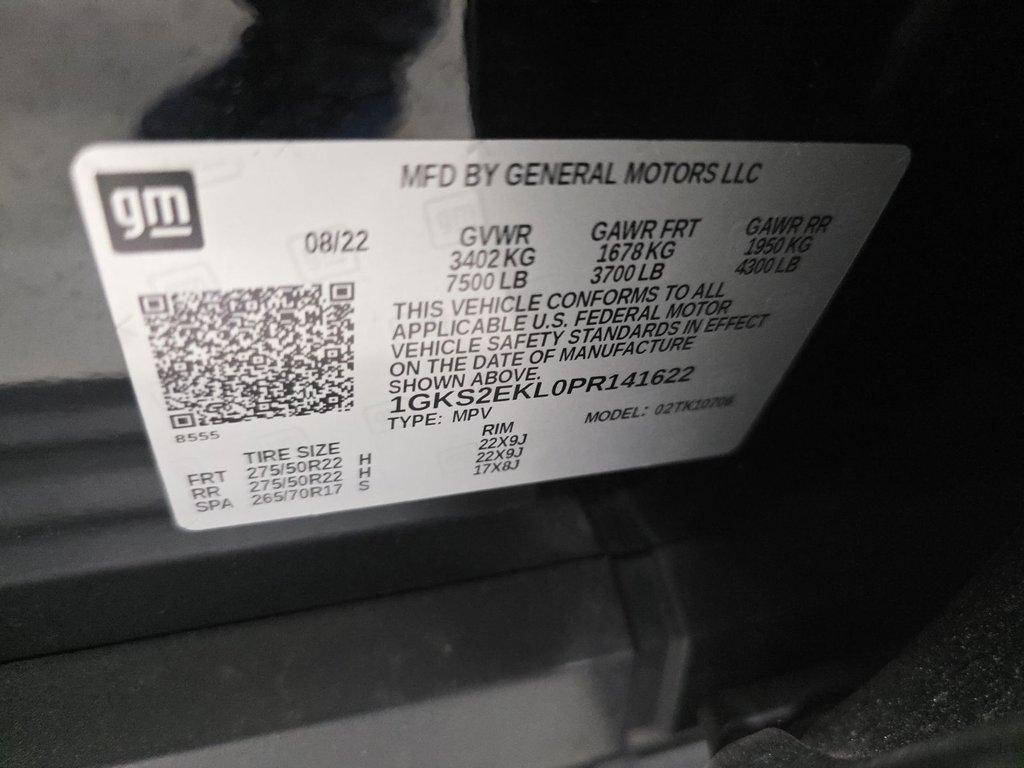 gm
MFD BY GENERAL MOTORS LLC
08/22
GVWR
3402 KG
7500 LB
GAWR FRT
1678 KG
3700 LB
GAWR RR
1950 KG
4300 LB
THIS VEHICLE CONFORMS TO ALL
APPLICABLE U.S. FEDERAL MOTOR
VEHICLE SAFETY STANDARDS IN EFFECT
ON THE DATE OF MANUFACTURE
SHOWN ABOVE.
1GKS2EKL0PR141622
TYPE: MPV
MODEL: 02TK10706
8555
TIRE SIZE RIM
FRT 275/50R22 H 22X9J
RR 275/50R22 H 22X9J
SPA 265/70R17 S 17X8J